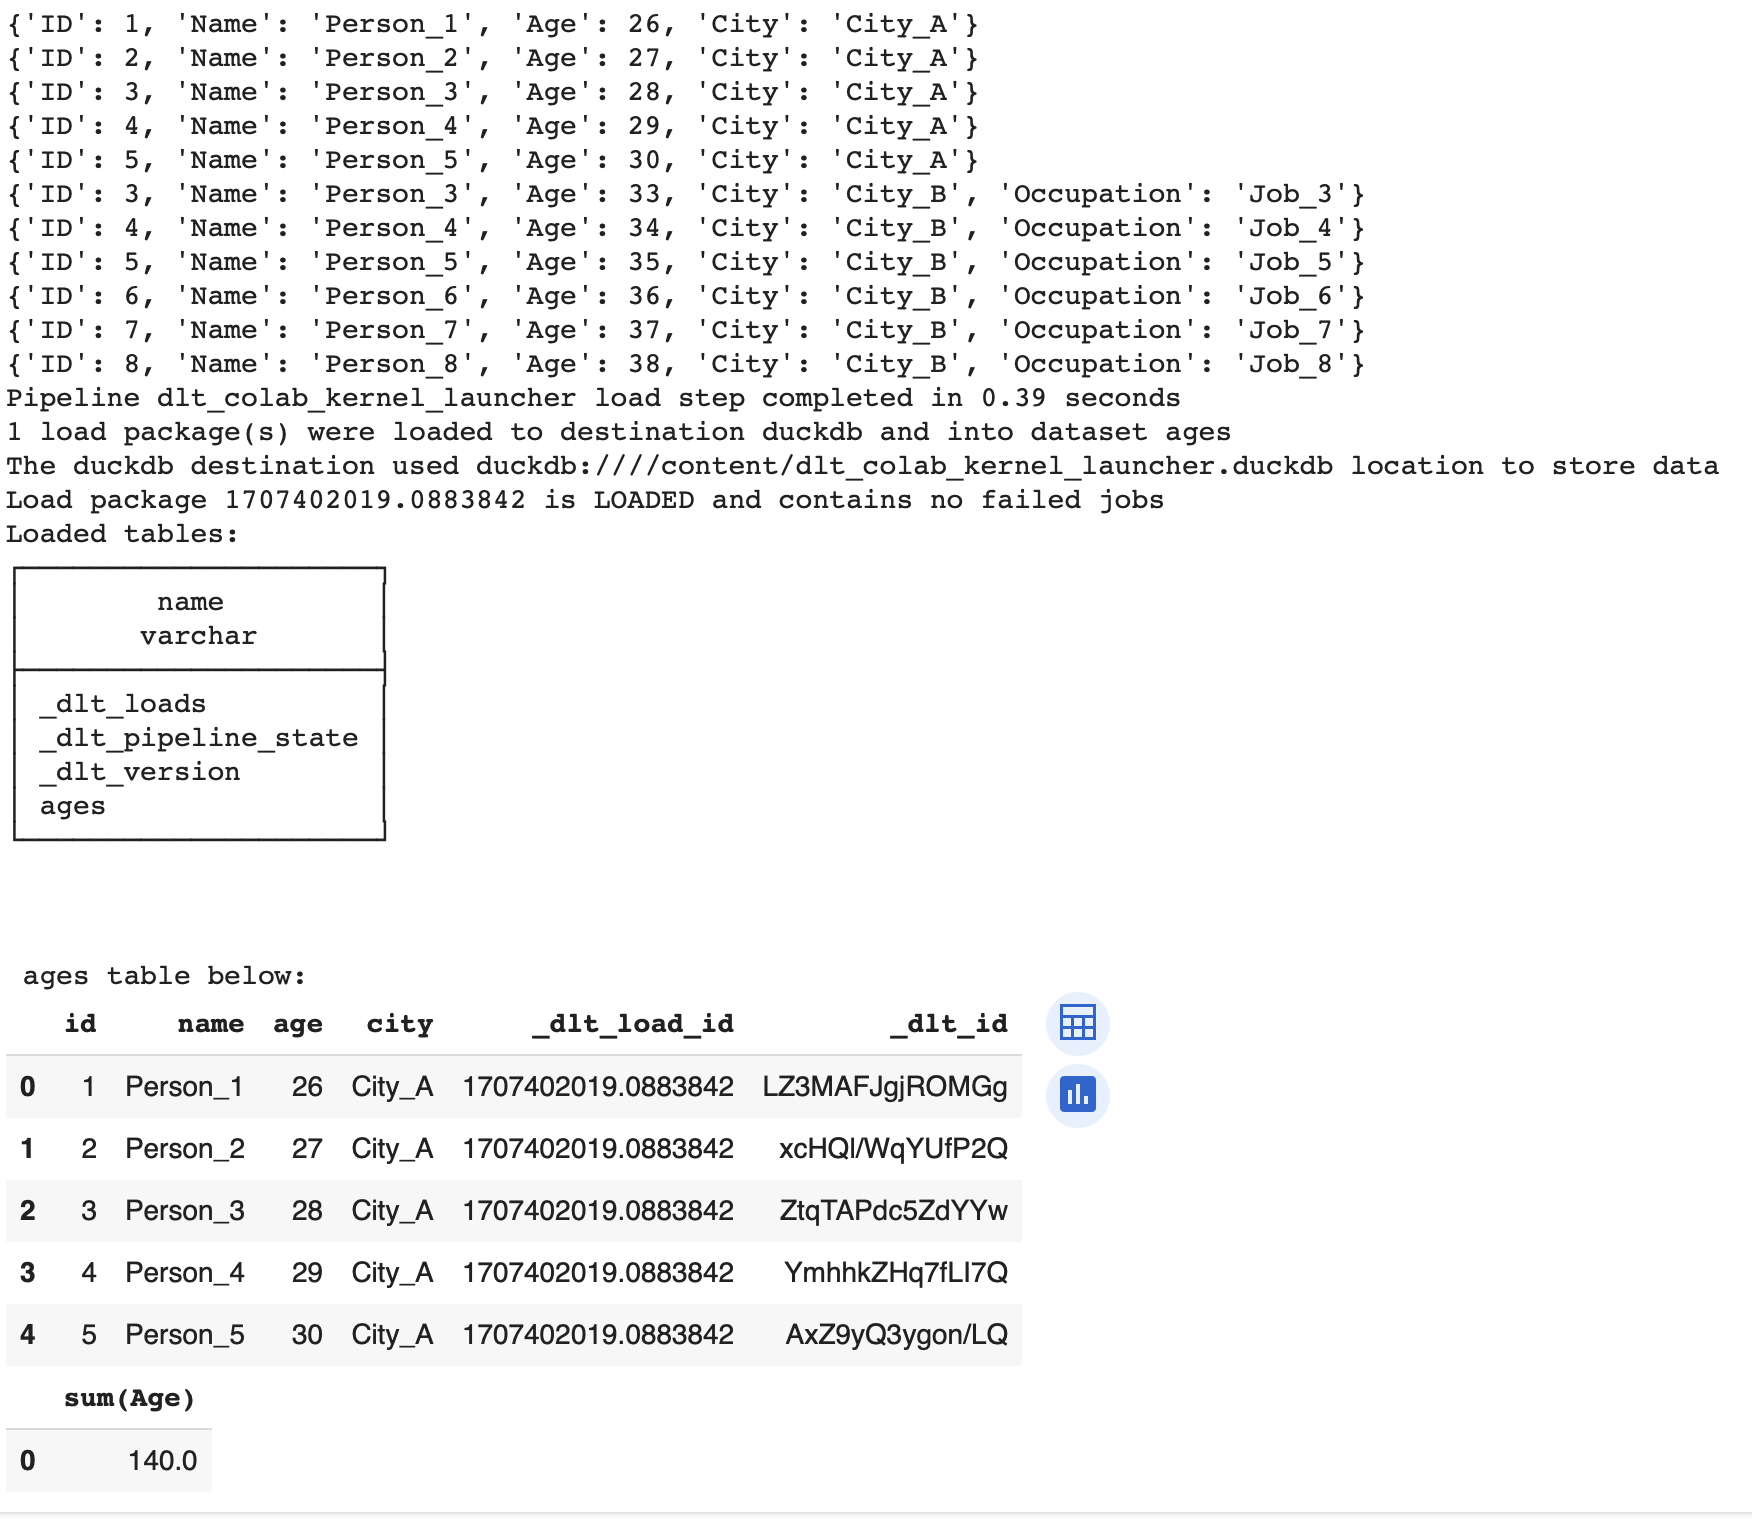 {'ID': 1, 'Name': 'Person_1', 'Age': 26, 'City': 'City_A'}
{'ID': 2, 'Name': 'Person_2', 'Age': 27, 'City': 'City_A'}
{'ID': 3, 'Name': 'Person_3', 'Age': 28, 'City': 'City_A'}
{'ID': 4, 'Name': 'Person_4', 'Age': 29, 'City': 'City_A'}
{'ID': 5, 'Name': 'Person_5', 'Age': 30, 'City': 'City_A'}
{'ID': 3, 'Name': 'Person_3', 'Age': 33, 'City': 'City_B', 'Occupation': 'Job_3'}
{'ID': 4, 'Name': 'Person_4', 'Age': 34, 'City': 'City_B', 'Occupation': 'Job_4'}
{'ID': 5, 'Name': 'Person_5', 'Age': 35, 'City': 'City_B', 'Occupation': 'Job_5'}
{'ID': 6, 'Name': 'Person_6', 'Age': 36, 'City': 'City_B', 'Occupation': 'Job_6'}
{'ID': 7, 'Name': 'Person_7', 'Age': 37, 'City': 'City_B', 'Occupation': 'Job_7'}
{'ID': 8, 'Name': 'Person_8', 'Age': 38, 'City': 'City_B', 'Occupation': 'Job_8'}
Pipeline dlt_colab_kernel_launcher load step completed in 0.39 seconds
1 load package(s) were loaded to destination duckdb and into dataset ages
The duckdb destination used duckdb:////content/dlt_colab_kernel_launcher.duckdb location to store data
Load package 1707402019.0883842 is LOADED and contains no failed jobs
Loaded tables:
name
varchar
_dlt_loads
_dlt_pipeline_state
_dlt_version
ages
ages table below:
id name age city _dlt_load_id _dlt_id
0 1 Person_1 26 City_A 1707402019.0883842 LZ3MAFJgjROMGg
1 2 Person_2 27 City_A 1707402019.0883842 xcHQl/WqYUfP2Q
2 3 Person_3 28 City_A 1707402019.0883842 ZtqTAPdc5ZdYYw
3 4 Person_4 29 City_A 1707402019.0883842 YmhhkZHq7fLI7Q
4 5 Person_5 30 City_A 1707402019.0883842 AxZ9yQ3ygon/LQ
sum(Age)
0 140.0